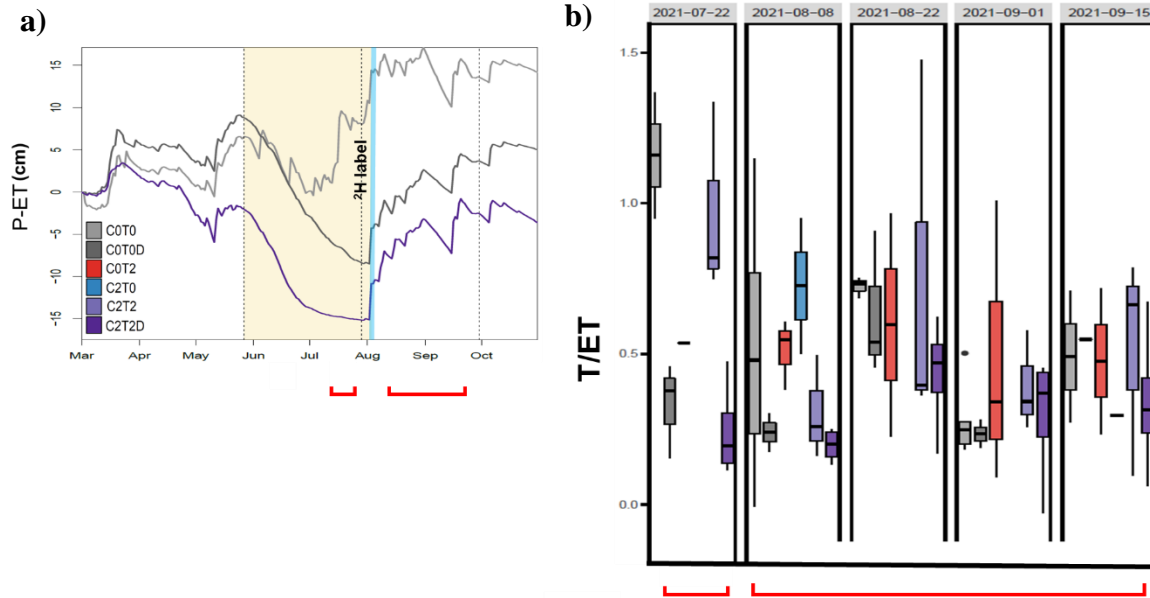 a)
P-ET (cm)
15
10
5
0
-5
-10
-15
²H label
C0T0
C0T0D
C0T2
C2T0
C2T2
C2T2D
Mar Apr May Jun Jul Aug Sep Oct
b)
2021-07-22 2021-08-08 2021-08-22 2021-09-01 2021-09-15
T/ET
1.5
1.0
0.5
0.0